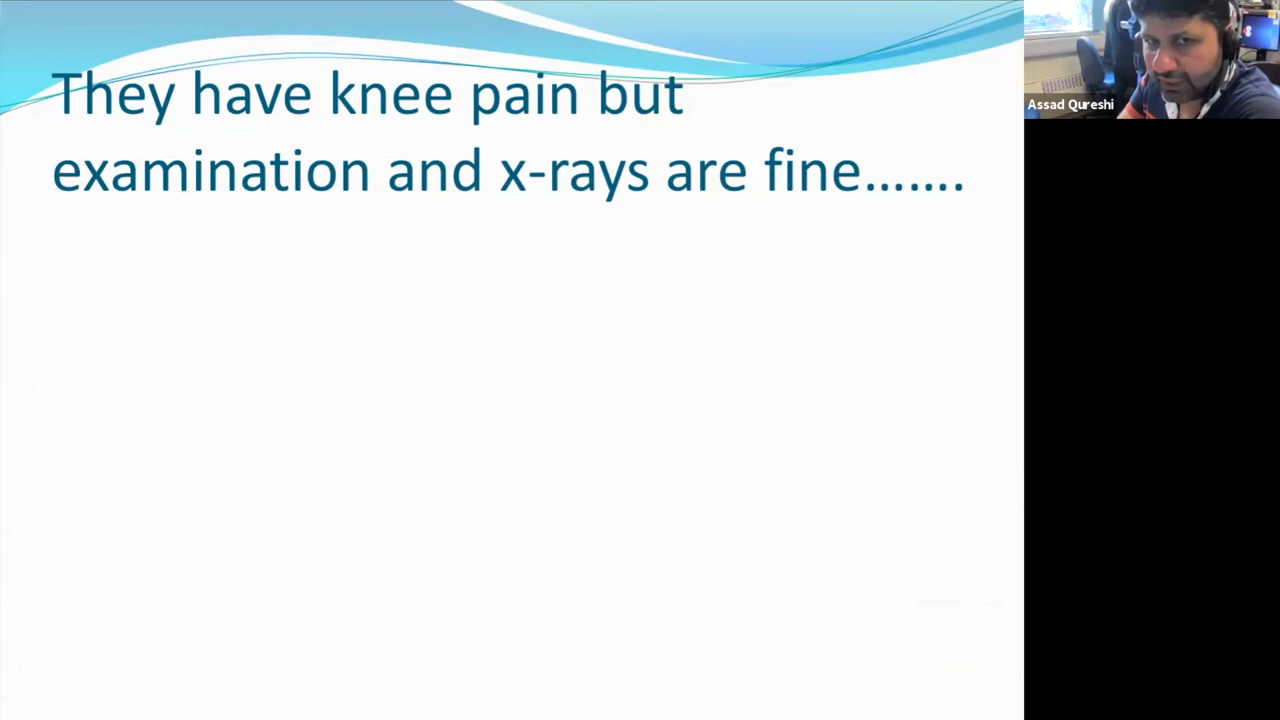 They have knee pain but
examination and x-rays are fine.......
Assad Qureshi